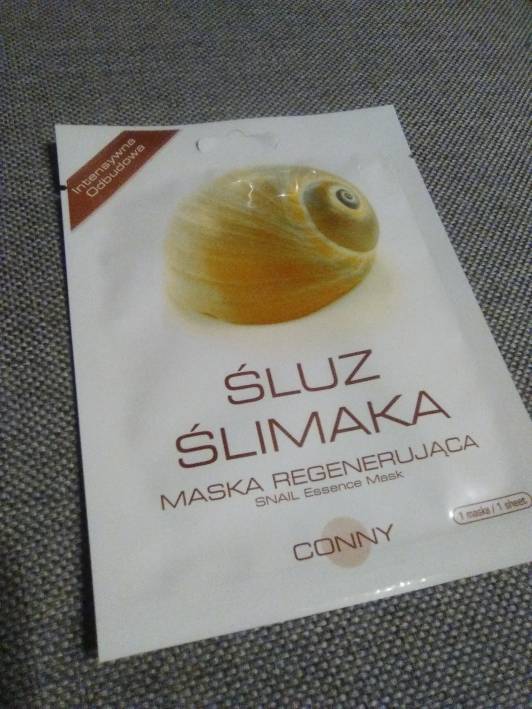 Intensywna
Odbudowa
ŚLUZ
ŚLIMAKA
MASKA REGENERUJĄCA
SNAIL Essence Mask
1 maska / 1 sheet
CONNY